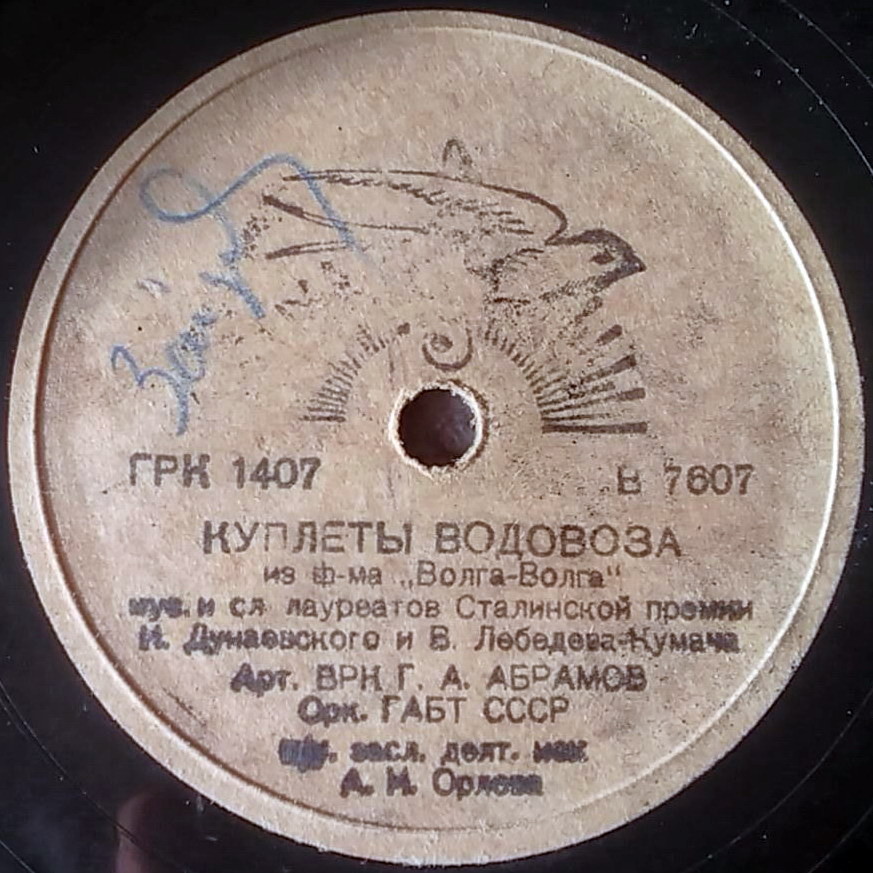 ГРК 1407
В 7607
КУПЛЕТЫ ВОДОВОЗА
из ф-ма „Волга-Волга"
муз. и сл лауреатов Сталинской премии
И. Дунаевского и В. Лебедева-Кумача
Арт. ВРК Г. А. АБРАМОВ
Орк. ГАБТ СССР
засл. деят. иск
А. И. Орлова